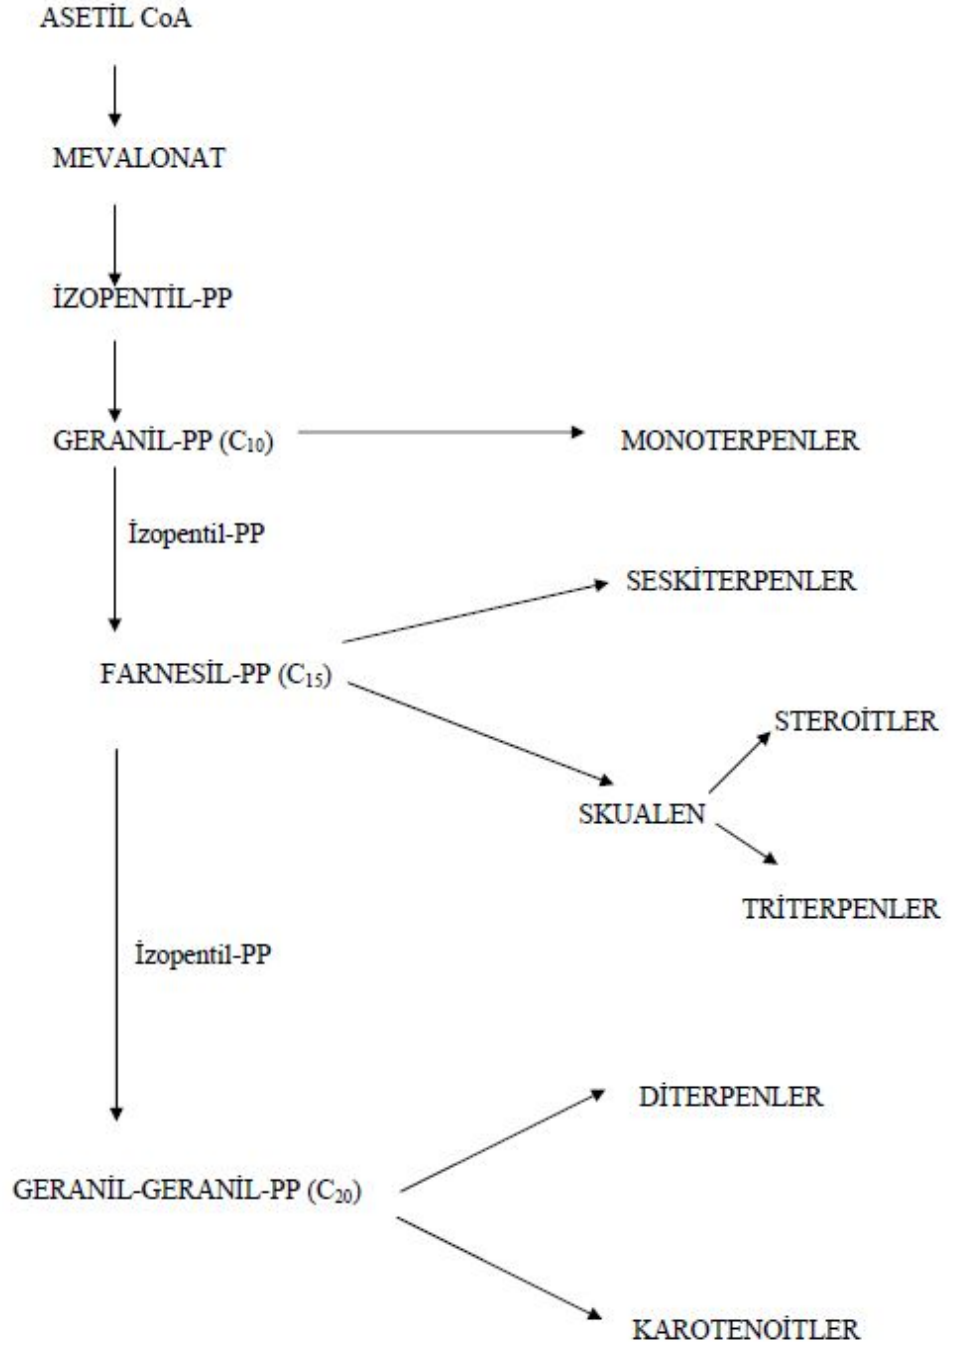 ASETİL CoA
MEVALONAT
İZOPENTİL-PP
GERANİL-PP (C₁₀)
MONOTERPENLER
İzopentil-PP
SESKİTERPENLER
FARNESİL-PP (C₁₅)
STEROİTLER
SKUALEN
TRİTERPENLER
İzopentil-PP
DİTERPENLER
GERANİL-GERANİL-PP (C₂₀)
KAROTENOİTLER